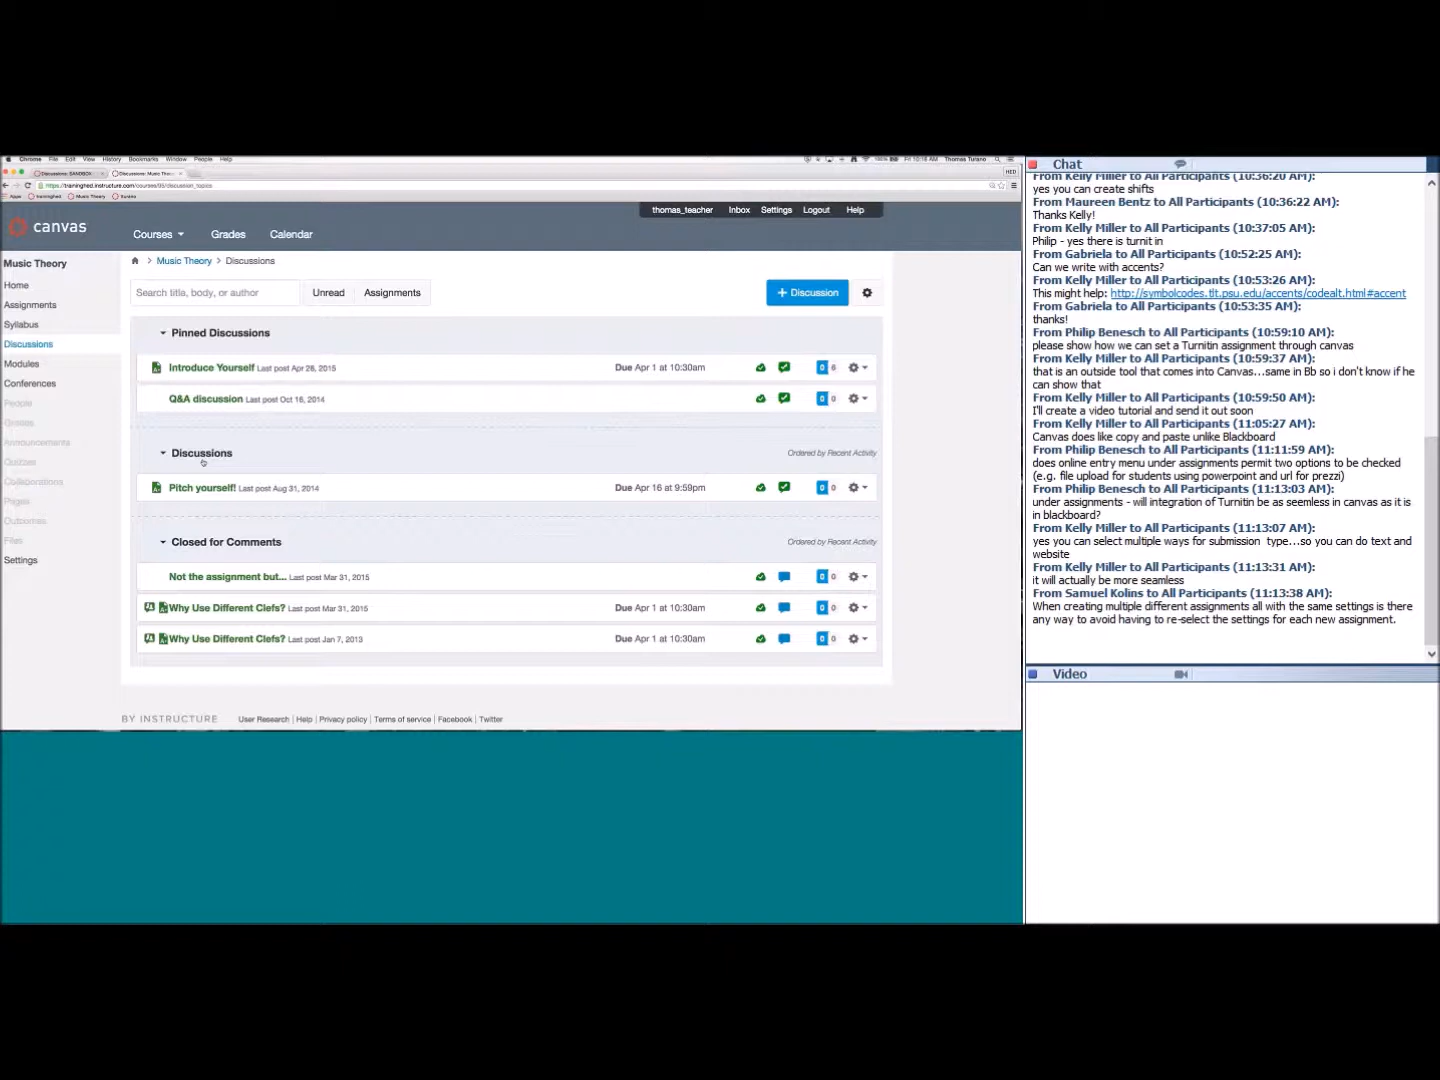 Chrome File Edit View History Bookmarks Window People Help
Thomas Turano
Discussions: SANDBOX
Discussions: Music Theo
https://traininghed.instructure.com/courses/95/discussion_topics
HED
Apps traininghed Music Theory Turano
thomas_teacher Inbox Settings Logout Help
canvas
Courses Grades Calendar
Music Theory
Home
Assignments
Syllabus
Discussions
Modules
Conferences
People
Grades
Announcements
Quizzes
Collaborations
Pages
Outcomes
Files
Settings
Music Theory > Discussions
Search title, body, or author Unread Assignments + Discussion
Pinned Discussions
Introduce Yourself Last post Apr 28, 2015 Due Apr 1 at 10:30am 0 6
Q&A discussion Last post Oct 16, 2014 0 0
Discussions Ordered by Recent Activity
Pitch yourself! Last post Aug 31, 2014 Due Apr 16 at 9:59pm 0 0
Closed for Comments Ordered by Recent Activity
Not the assignment but... Last post Mar 31, 2015 0 0
Why Use Different Clefs? Last post Mar 31, 2015 Due Apr 1 at 10:30am 0 0
Why Use Different Clefs? Last post Jan 7, 2013 Due Apr 1 at 10:30am 0 0
BY INSTRUCTURE User Research | Help | Privacy policy | Terms of service | Facebook | Twitter
Chat
From Kelly Miller to All Participants (10:36:20 AM):
yes you can create shifts
From Maureen Bentz to All Participants (10:36:22 AM):
Thanks Kelly!
From Kelly Miller to All Participants (10:37:05 AM):
Philip - yes there is turnit in
From Gabriela to All Participants (10:52:25 AM):
Can we write with accents?
From Kelly Miller to All Participants (10:53:26 AM):
This might help: http://symbolcodes.tlt.psu.edu/accents/codealt.html#accent
From Gabriela to All Participants (10:53:35 AM):
thanks!
From Philip Benesch to All Participants (10:59:10 AM):
please show how we can set a Turnitin assignment through canvas
From Kelly Miller to All Participants (10:59:37 AM):
that is an outside tool that comes into Canvas...same in Bb so i don't know if he
can show that
From Kelly Miller to All Participants (10:59:50 AM):
I'll create a video tutorial and send it out soon
From Kelly Miller to All Participants (11:05:27 AM):
Canvas does like copy and paste unlike Blackboard
From Philip Benesch to All Participants (11:11:59 AM):
does online entry menu under assignments permit two options to be checked
(e.g. file upload for students using powerpoint and url for prezzi)
From Philip Benesch to All Participants (11:13:03 AM):
under assignments - will integration of Turnitin be as seemless in canvas as it is
in blackboard?
From Kelly Miller to All Participants (11:13:07 AM):
yes you can select multiple ways for submission type...so you can do text and
website
From Kelly Miller to All Participants (11:13:31 AM):
it will actually be more seamless
From Samuel Kolins to All Participants (11:13:38 AM):
When creating multiple different assignments all with the same settings is there
any way to avoid having to re-select the settings for each new assignment.
Video